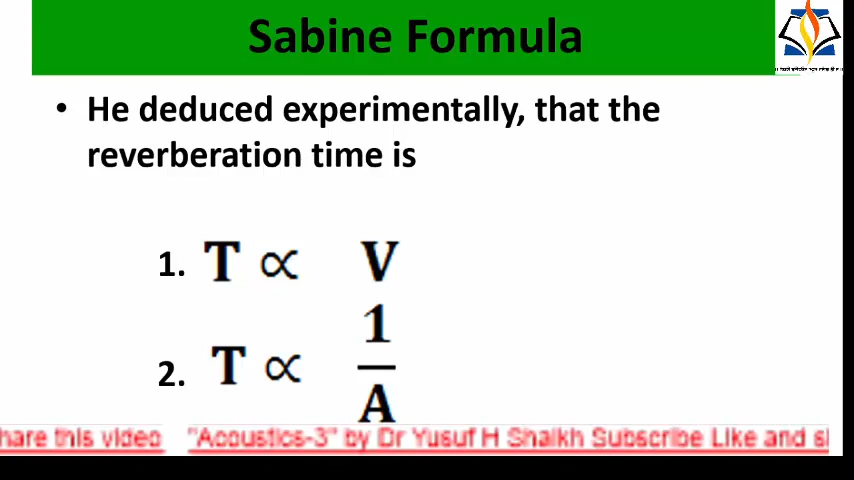 Sabine Formula
• He deduced experimentally, that the
reverberation time is
1. T ∝ V
2. T ∝ 1/A
hare this video "Acoustics-3" by Dr Yusuf H Shaikh Subscribe Like and s